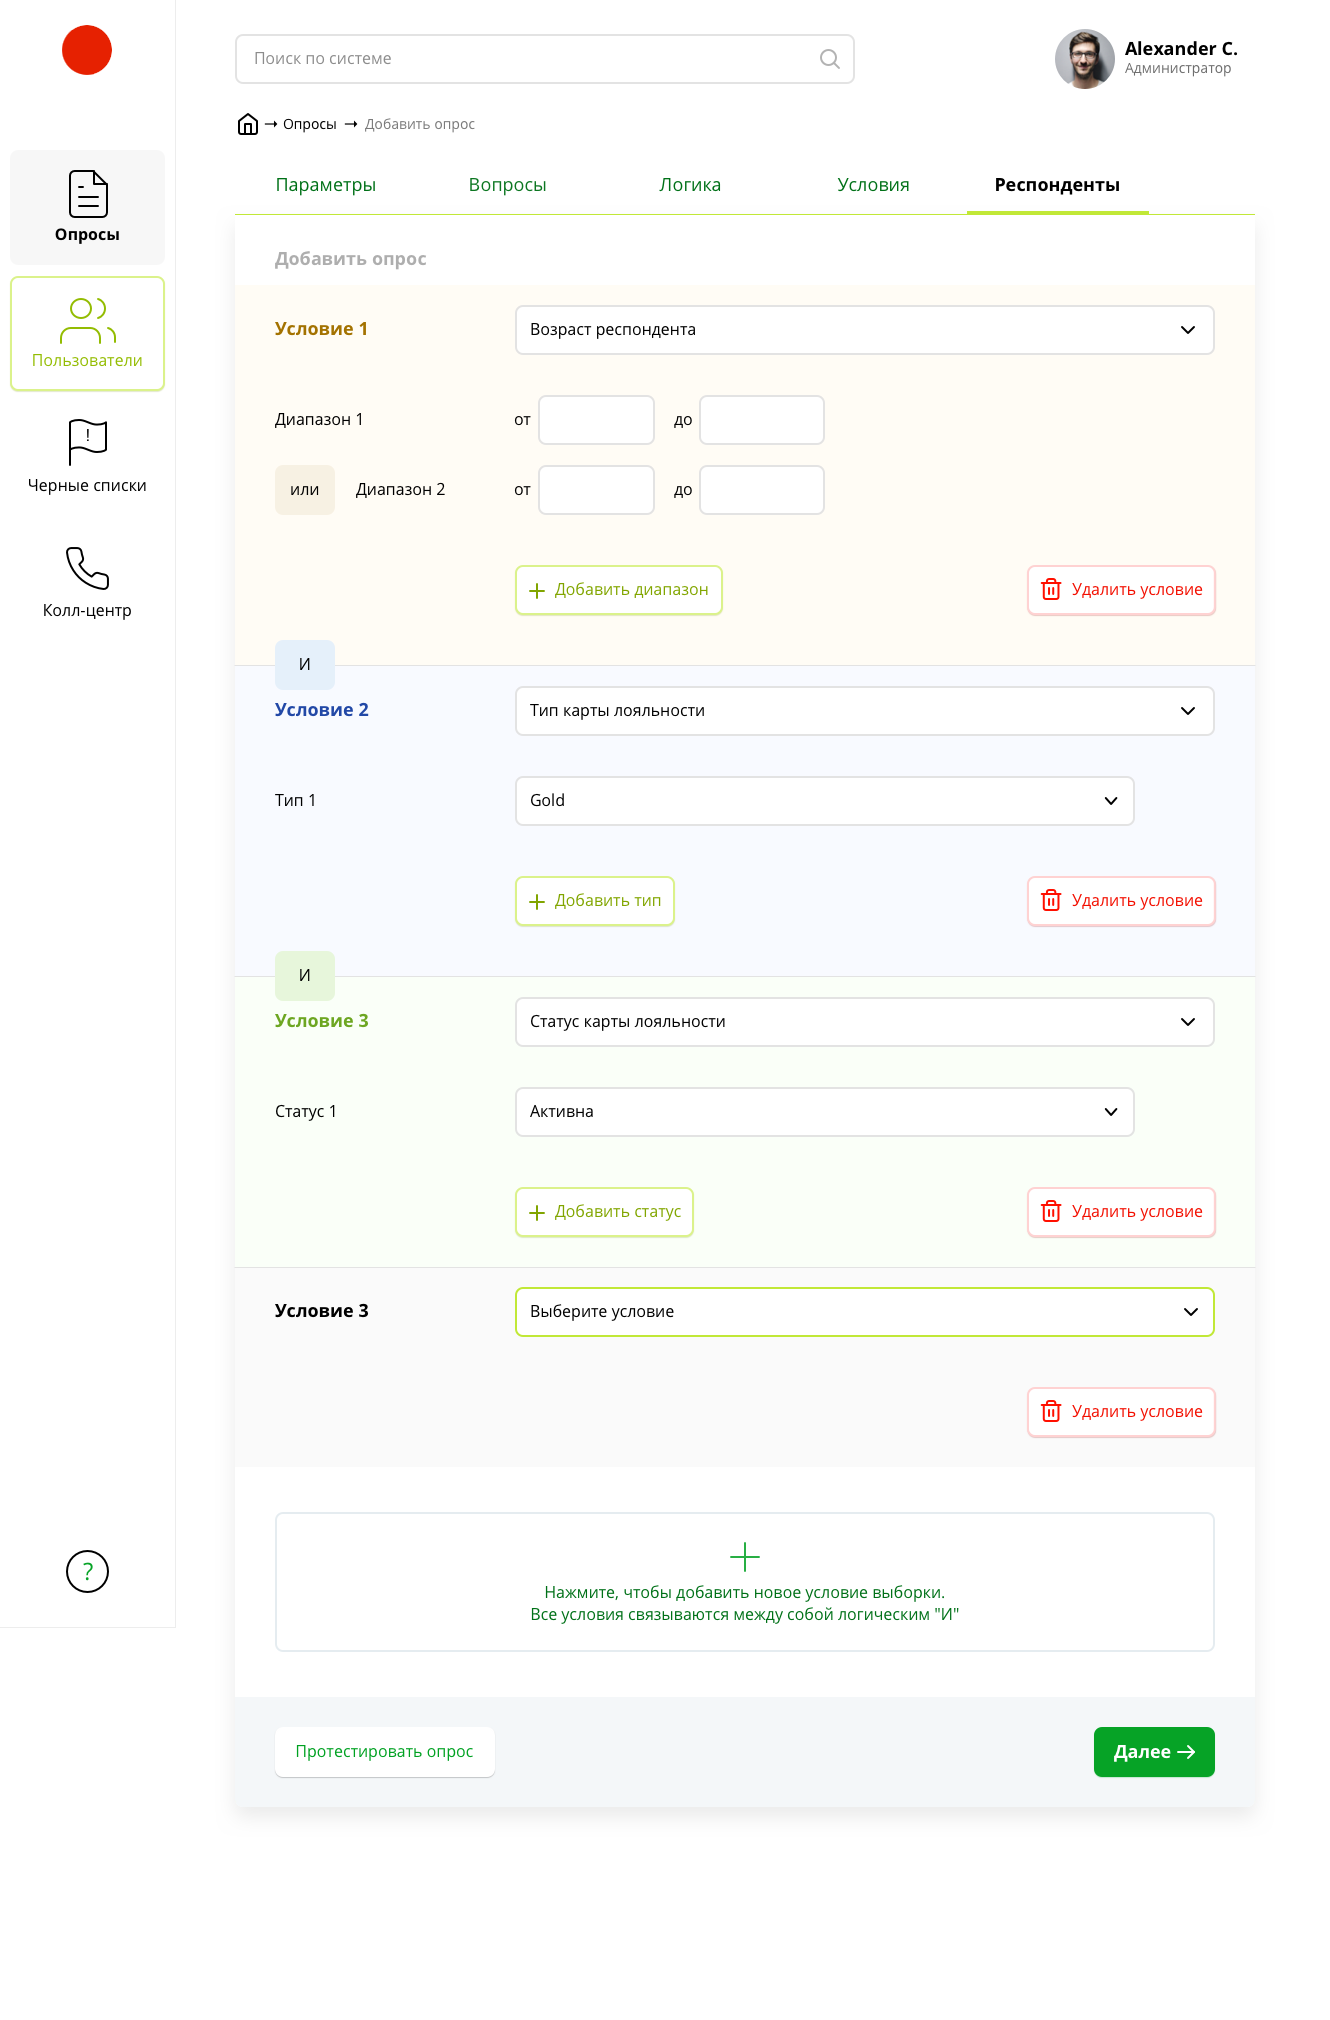 Поиск по системе
Alexander C.
Администратор
Опросы
Добавить опрос
Параметры
Вопросы
Логика
Условия
Респонденты
Опросы
Пользователи
!
Черные списки
Колл-центр
?
Добавить опрос
Условие 1
Возраст респондента
Диапазон 1
от
до
или
Диапазон 2
от
до
Добавить диапазон
Удалить условие
И
Условие 2
Тип карты лояльности
Тип 1
Gold
Добавить тип
Удалить условие
И
Условие 3
Статус карты лояльности
Статус 1
Активна
Добавить статус
Удалить условие
Условие 3
Выберите условие
Удалить условие
Нажмите, чтобы добавить новое условие выборки.
Все условия связываются между собой логическим "И"
Протестировать опрос
Далее